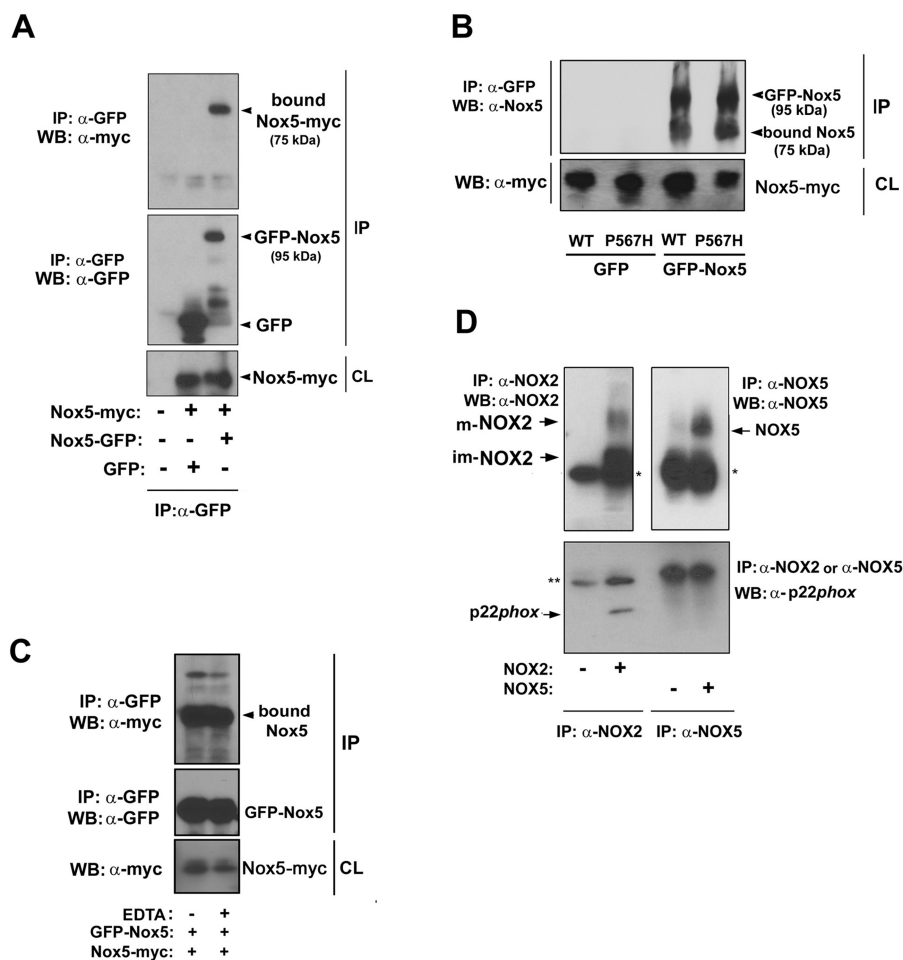 A
IP: α-GFP
WB: α-myc
bound
Nox5-myc
(75 kDa)
IP: α-GFP
WB: α-GFP
GFP-Nox5
(95 kDa)
GFP
IP
Nox5-myc
CL
Nox5-myc: - + +
Nox5-GFP: - - +
GFP: - + -
IP:α-GFP
B
IP: α-GFP
WB: α-Nox5
GFP-Nox5
(95 kDa)
bound Nox5
(75 kDa)
IP
WB: α-myc
Nox5-myc
CL
WT P567H WT P567H
GFP GFP-Nox5
C
IP: α-GFP
WB: α-myc
bound
Nox5
IP
IP: α-GFP
WB: α-GFP
GFP-Nox5
WB: α-myc
Nox5-myc
CL
EDTA: - +
GFP-Nox5: + +
Nox5-myc: + +
D
IP: α-NOX2
WB: α-NOX2
m-NOX2
im-NOX2
*
IP: α-NOX5
WB: α-NOX5
NOX5
*
**
p22phox
IP: α-NOX2 or α-NOX5
WB: α-p22phox
NOX2: - +
NOX5: - +
IP: α-NOX2 IP: α-NOX5